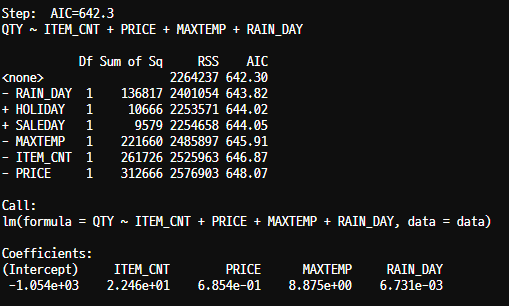 Step:  AIC=642.3
QTY ~ ITEM_CNT + PRICE + MAXTEMP + RAIN_DAY
           Df Sum of Sq     RSS    AIC
<none>                  2264237 642.30
- RAIN_DAY  1    136817 2401054 643.82
+ HOLIDAY   1     10666 2253571 644.02
+ SALEDAY   1      9579 2254658 644.05
- MAXTEMP   1    221660 2485897 645.91
- ITEM_CNT  1    261726 2525963 646.87
- PRICE     1    312666 2576903 648.07
Call:
lm(formula = QTY ~ ITEM_CNT + PRICE + MAXTEMP + RAIN_DAY, data = data)
Coefficients:
(Intercept)     ITEM_CNT        PRICE      MAXTEMP     RAIN_DAY
 -1.054e+03    2.246e+01    6.854e-01    8.875e+00    6.731e-03